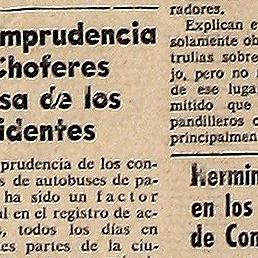 mprudencia
Choferes
sa de los
identes
prudencia de los con-
s de autobuses de pa-
ha sido un factor
al en el registro de ac-
s, todos los días en
es partes de la ciu-
radores.
Explican e
solamente ob
trullas sobre
jo, pero no
de ese lugar
mitido que
pandilleros c
principalmen
Hermin
en los
de Con